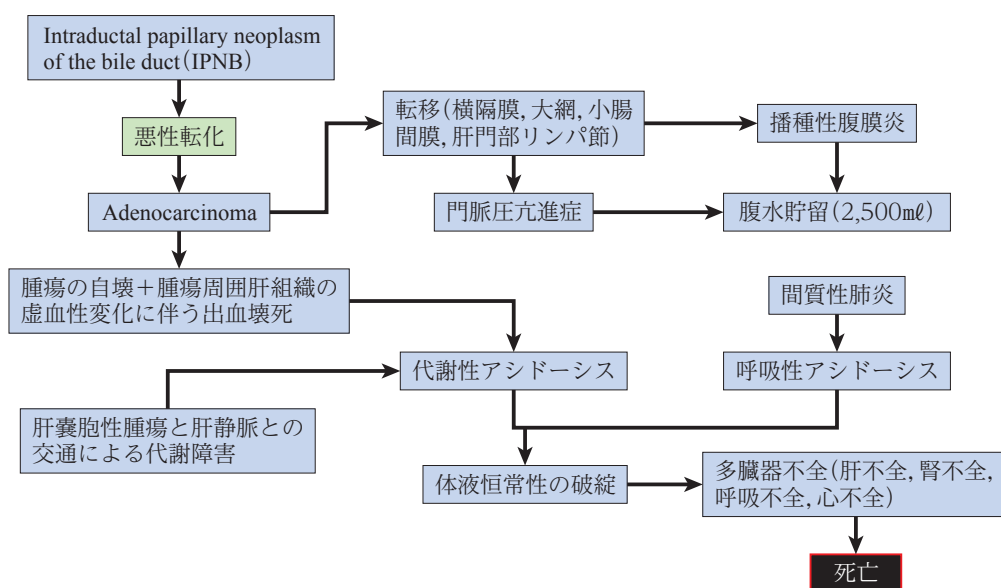 Intraductal papillary neoplasm
of the bile duct(IPNB)
悪性転化
Adenocarcinoma
転移(横隔膜, 大網, 小腸
間膜, 肝門部リンパ節)
播種性腹膜炎
門脈圧亢進症
腹水貯留(2,500㎖)
腫瘍の自壊＋腫瘍周囲肝組織の
虚血性変化に伴う出血壊死
間質性肺炎
代謝性アシドーシス
呼吸性アシドーシス
肝嚢胞性腫瘍と肝静脈との
交通による代謝障害
体液恒常性の破綻
多臓器不全(肝不全, 腎不全,
呼吸不全, 心不全)
死亡